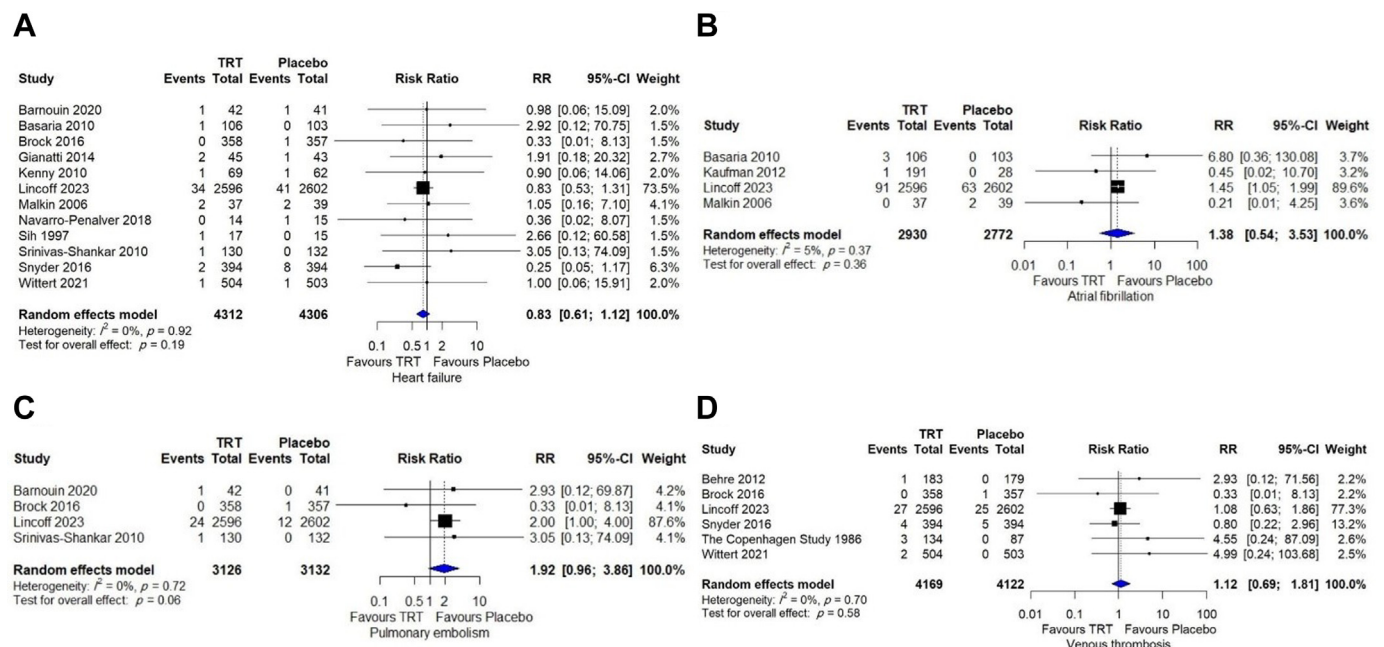 A
TRT Placebo
Study Events Total Events Total Risk Ratio RR 95%-CI Weight
Barnouin 2020 1 42 1 41 0.98 [0.06; 15.09] 2.0%
Basaria 2010 1 106 0 103 2.92 [0.12; 70.75] 1.5%
Brock 2016 0 358 1 357 0.33 [0.01; 8.13] 1.5%
Gianatti 2014 2 45 1 43 1.91 [0.18; 20.32] 2.7%
Kenny 2010 1 69 1 62 0.90 [0.06; 14.06] 2.0%
Lincoff 2023 34 2596 41 2602 0.83 [0.53; 1.31] 73.5%
Malkin 2006 2 37 2 39 1.05 [0.16; 7.10] 4.1%
Navarro-Penalver 2018 0 14 1 15 0.36 [0.02; 8.07] 1.5%
Sih 1997 1 17 0 15 2.66 [0.12; 60.58] 1.5%
Srinivas-Shankar 2010 1 130 0 132 3.05 [0.13; 74.09] 1.5%
Snyder 2016 2 394 8 394 0.25 [0.05; 1.17] 6.3%
Wittert 2021 1 504 1 503 1.00 [0.06; 15.91] 2.0%
Random effects model 4312 4306 0.83 [0.61; 1.12] 100.0%
Heterogeneity: I² = 0%, p = 0.92
Test for overall effect: p = 0.19
0.1 0.5 1 2 10
Favours TRT Favours Placebo
Heart failure
B
TRT Placebo
Study Events Total Events Total Risk Ratio RR 95%-CI Weight
Basaria 2010 3 106 0 103 6.80 [0.36; 130.08] 3.7%
Kaufman 2012 1 191 0 28 0.45 [0.02; 10.70] 3.2%
Lincoff 2023 91 2596 63 2602 1.45 [1.05; 1.99] 89.6%
Malkin 2006 0 37 2 39 0.21 [0.01; 4.25] 3.6%
Random effects model 2930 2772 1.38 [0.54; 3.53] 100.0%
Heterogeneity: I² = 5%, p = 0.37
Test for overall effect: p = 0.36
0.01 0.1 1 10 100
Favours TRT Favours Placebo
Atrial fibrillation
C
TRT Placebo
Study Events Total Events Total Risk Ratio RR 95%-CI Weight
Barnouin 2020 1 42 0 41 2.93 [0.12; 69.87] 4.2%
Brock 2016 0 358 1 357 0.33 [0.01; 8.13] 4.1%
Lincoff 2023 24 2596 12 2602 2.00 [1.00; 4.00] 87.6%
Srinivas-Shankar 2010 1 130 0 132 3.05 [0.13; 74.09] 4.1%
Random effects model 3126 3132 1.92 [0.96; 3.86] 100.0%
Heterogeneity: I² = 0%, p = 0.72
Test for overall effect: p = 0.06
0.1 0.5 1 2 10
Favours TRT Favours Placebo
Pulmonary embolism
D
TRT Placebo
Study Events Total Events Total Risk Ratio RR 95%-CI Weight
Behre 2012 1 183 0 179 2.93 [0.12; 71.56] 2.2%
Brock 2016 0 358 1 357 0.33 [0.01; 8.13] 2.2%
Lincoff 2023 27 2596 25 2602 1.08 [0.63; 1.86] 77.3%
Snyder 2016 4 394 5 394 0.80 [0.22; 2.96] 13.2%
The Copenhagen Study 1986 3 134 0 87 4.55 [0.24; 87.09] 2.6%
Wittert 2021 2 504 0 503 4.99 [0.24; 103.68] 2.5%
Random effects model 4169 4122 1.12 [0.69; 1.81] 100.0%
Heterogeneity: I² = 0%, p = 0.70
Test for overall effect: p = 0.58
0.01 0.1 1 10 100
Favours TRT Favours Placebo
Venous thrombosis